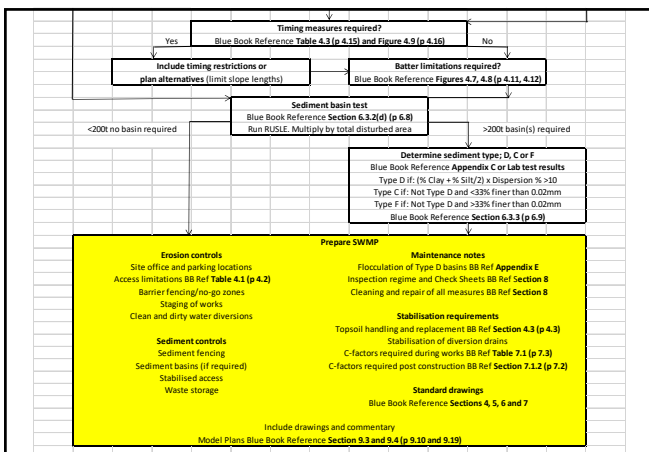 Timing measures required?
Yes
Blue Book Reference Table 4.3 (p 4.15) and Figure 4.9 (p 4.16)
No
Include timing restrictions or
plan alternatives (limit slope lengths)
Batter limitations required?
Blue Book Reference Figures 4.7, 4.8 (p 4.11, 4.12)
Sediment basin test
Blue Book Reference Section 6.3.2(d) (p 6.8)
Run RUSLE. Multiply by total disturbed area
<200t no basin required
>200t basin(s) required
Determine sediment type; D, C or F
Blue Book Reference Appendix C or Lab test results
Type D if: (% Clay + % Silt/2) x Dispersion % >10
Type C if: Not Type D and <33% finer than 0.02mm
Type F if: Not Type D and >33% finer than 0.02mm
Blue Book Reference Section 6.3.3 (p 6.9)
Prepare SWMP
Erosion controls
Site office and parking locations
Access limitations BB Ref Table 4.1 (p 4.2)
Barrier fencing/no-go zones
Staging of works
Clean and dirty water diversions
Sediment controls
Sediment fencing
Sediment basins (if required)
Stabilised access
Waste storage
Maintenance notes
Flocculation of Type D basins BB Ref Appendix E
Inspection regime and Check Sheets BB Ref Section 8
Cleaning and repair of all measures BB Ref Section 8
Stabilisation requirements
Topsoil handling and replacement BB Ref Section 4.3 (p 4.3)
Stabilisation of diversion drains
C-factors required during works BB Ref Table 7.1 (p 7.3)
C-factors required post construction BB Ref Section 7.1.2 (p 7.2)
Standard drawings
Blue Book Reference Sections 4, 5, 6 and 7
Include drawings and commentary
Model Plans Blue Book Reference Section 9.3 and 9.4 (p 9.10 and 9.19)